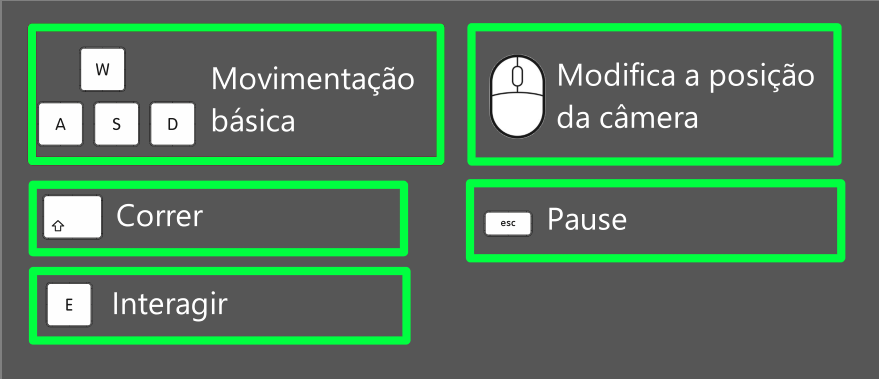 W
A S D
Movimentação
básica
Modifica a posição
da câmera
Correr
esc Pause
E Interagir